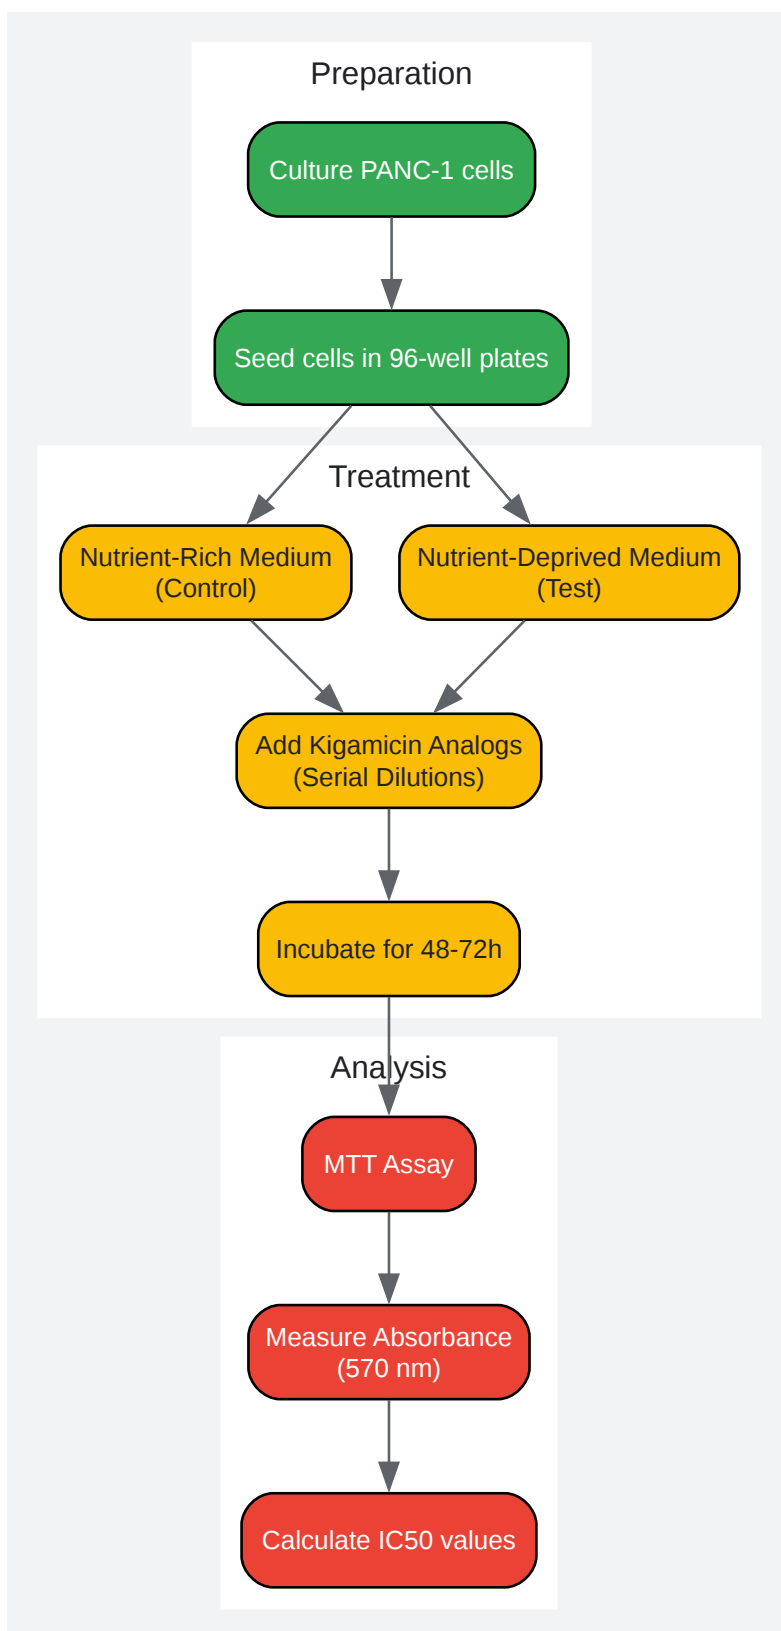 Preparation
Culture PANC-1 cells
Seed cells in 96-well plates
Treatment
Nutrient-Rich Medium
(Control)
Nutrient-Deprived Medium
(Test)
Add Kigamicin Analogs
(Serial Dilutions)
Incubate for 48-72h
Analysis
MTT Assay
Measure Absorbance
(570 nm)
Calculate IC50 values